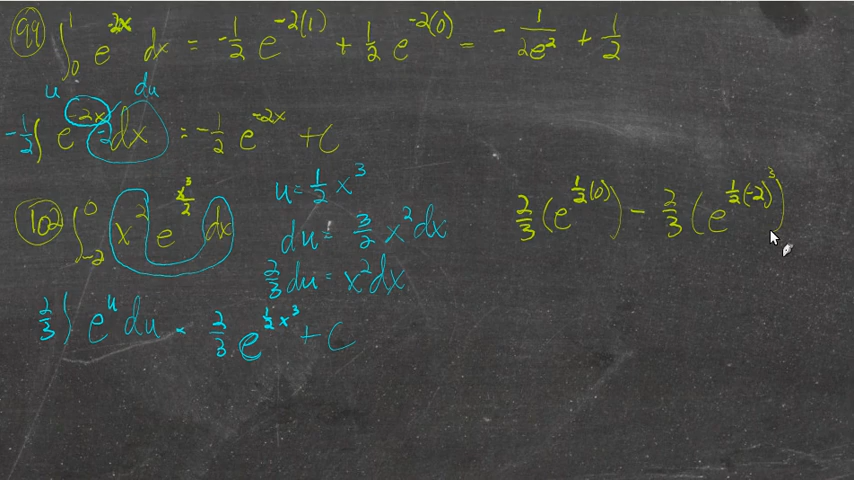 99 ∫₀¹ e^(-2x) dx = -1/2 e^(-2(1)) + 1/2 e^(-2(0)) = - 1/(2e²) + 1/2
u du
-1/2 ∫ e^(-2x) -2 dx = -1/2 e^(-2x) + C
102 ∫₋₂⁰ x² e^(x³/2) dx
u = 1/2 x³
du = 3/2 x² dx
2/3 du = x² dx
2/3 ∫ e^u du = 2/3 e^(1/2 x³) + C
2/3 (e^(1/2(0))) - 2/3 (e^(1/2(-2)³))